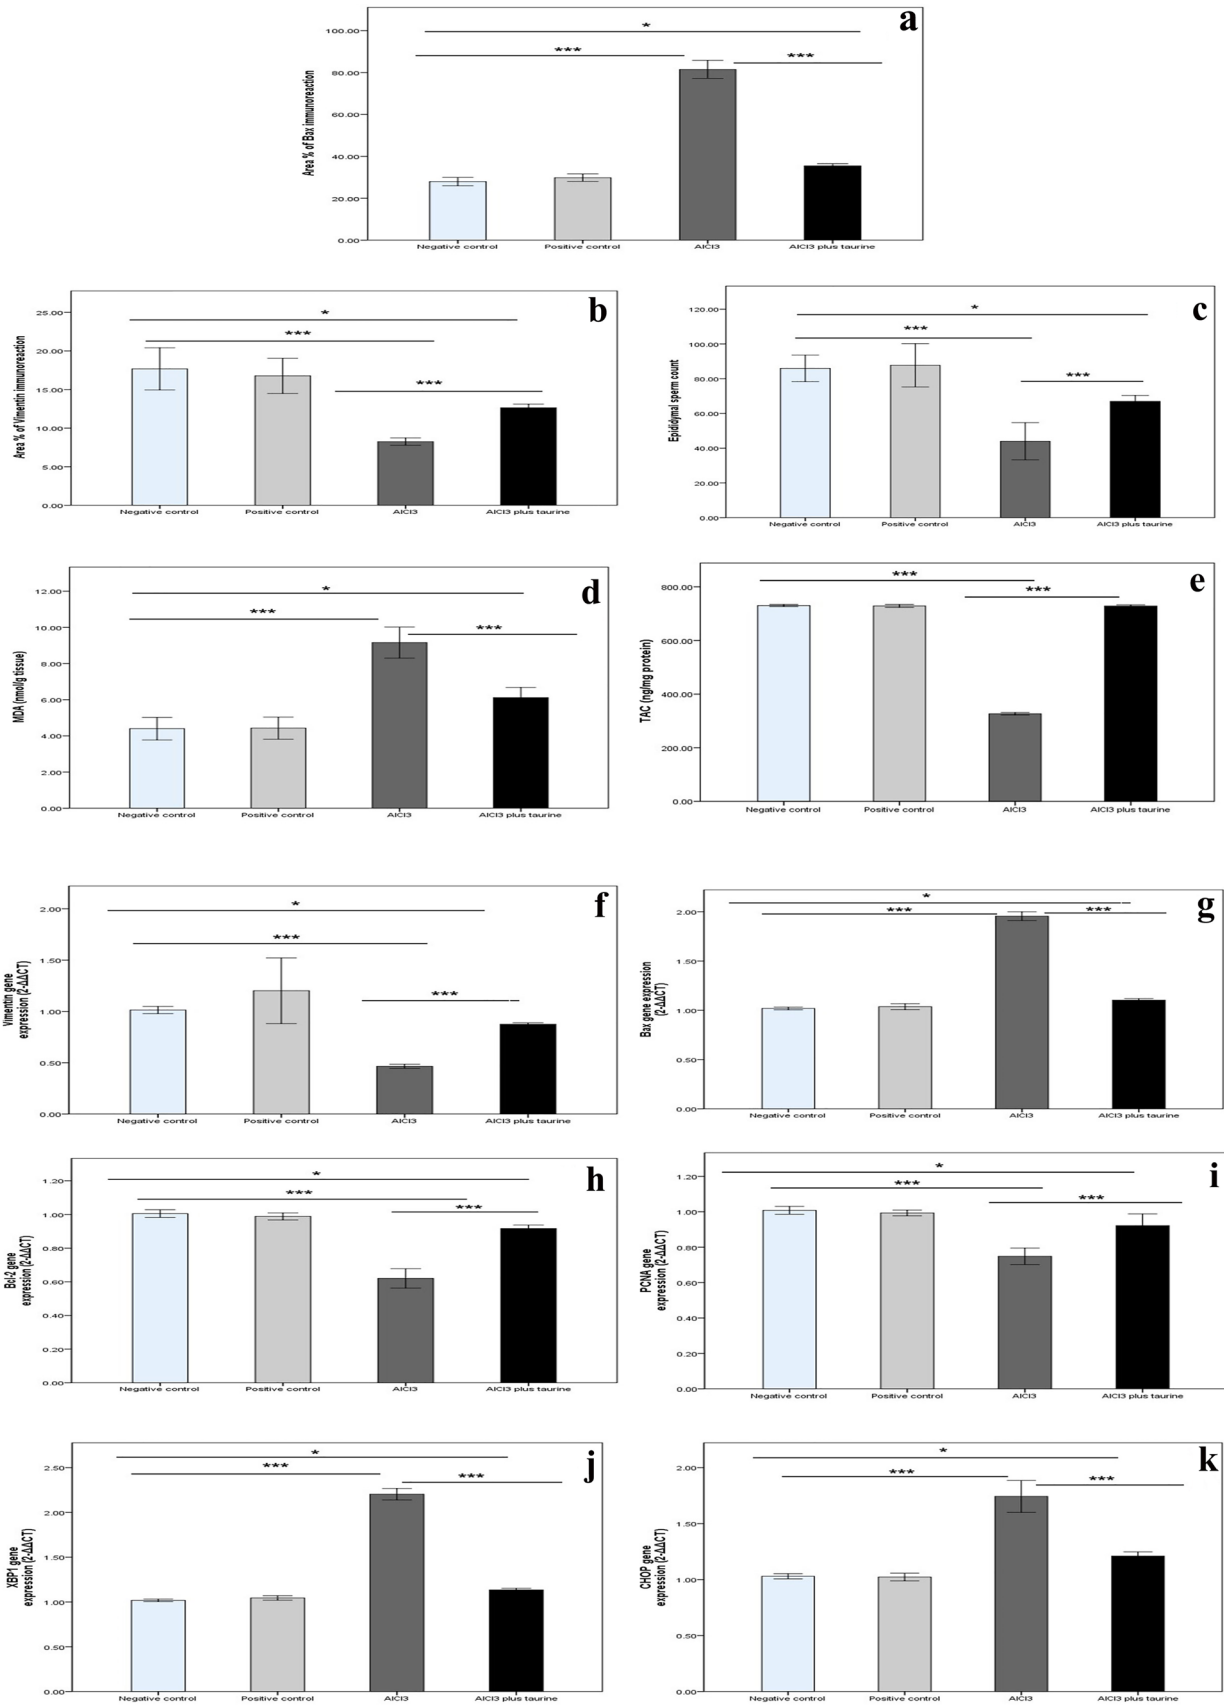 a
*
***
***
Area % of Bax immunoreaction
100.00
80.00
60.00
40.00
20.00
0.00
Negative control
Positive control
AlCl3
AlCl3 plus taurine
b
*
***
***
Area % of Vimentin immunoreaction
25.00
20.00
15.00
10.00
5.00
0.00
Negative control
Positive control
AlCl3
AlCl3 plus taurine
c
*
***
***
Epididymal sperm count
120.00
100.00
80.00
60.00
40.00
20.00
0.00
Negative control
Positive control
AlCl3
AlCl3 plus taurine
d
*
***
***
MDA (nmol/g tissue)
12.00
10.00
8.00
6.00
4.00
2.00
0.00
Negative control
Positive control
AlCl3
AlCl3 plus taurine
e
***
***
TAC (ng/mg protein)
800.00
600.00
400.00
200.00
0.00
Negative control
Positive control
AlCl3
AlCl3 plus taurine
f
*
***
***
Vimentin gene
expression (2-ΔΔCT)
2.00
1.50
1.00
0.50
0.00
Negative control
Positive control
AlCl3
AlCl3 plus taurine
g
*
***
***
Bax gene expression
(2-ΔΔCT)
2.00
1.50
1.00
0.50
0.00
Negative control
Positive control
AlCl3
AlCl3 plus taurine
h
*
***
***
Bcl-2 gene
expression (2-ΔΔCT)
1.20
1.00
0.80
0.60
0.40
0.20
0.00
Negative control
Positive control
AlCl3
AlCl3 plus taurine
i
*
***
***
PCNA gene
expression (2-ΔΔCT)
1.20
1.00
0.80
0.60
0.40
0.20
0.00
Negative control
Positive control
AlCl3
AlCl3 plus taurine
j
*
***
***
XBP1 gene
expression (2-ΔΔCT)
2.50
2.00
1.50
1.00
0.50
0.00
Negative control
Positive control
AlCl3
AlCl3 plus taurine
k
*
***
***
CHOP gene
expression (2-ΔΔCT)
2.00
1.50
1.00
0.50
0.00
Negative control
Positive control
AlCl3
AlCl3 plus taurine